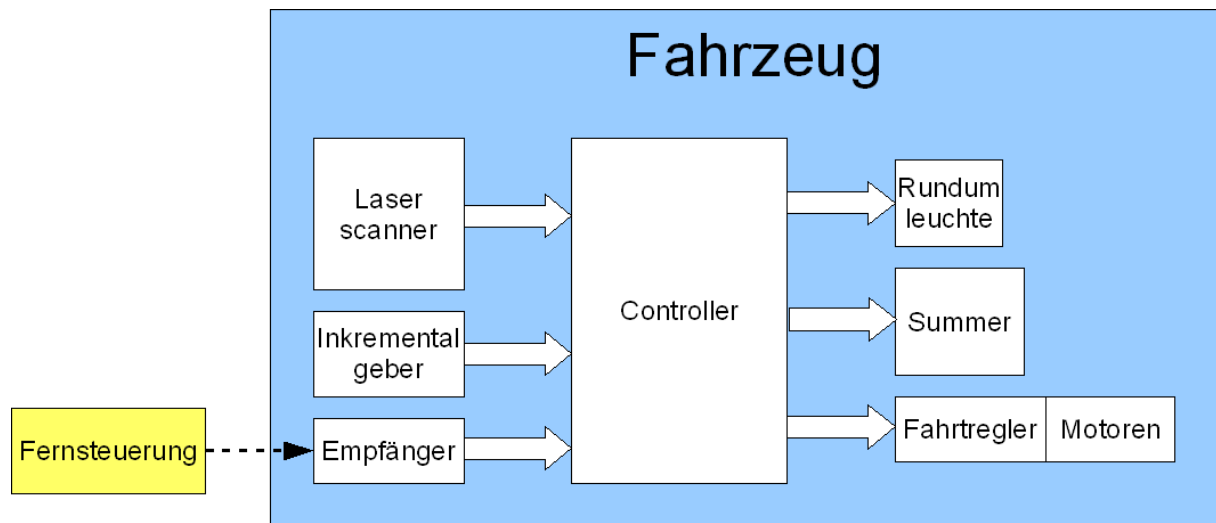 Fahrzeug
Laser
scanner
Inkremental
geber
Fernsteuerung
Empfänger
Controller
Rundum
leuchte
Summer
Fahrtregler
Motoren